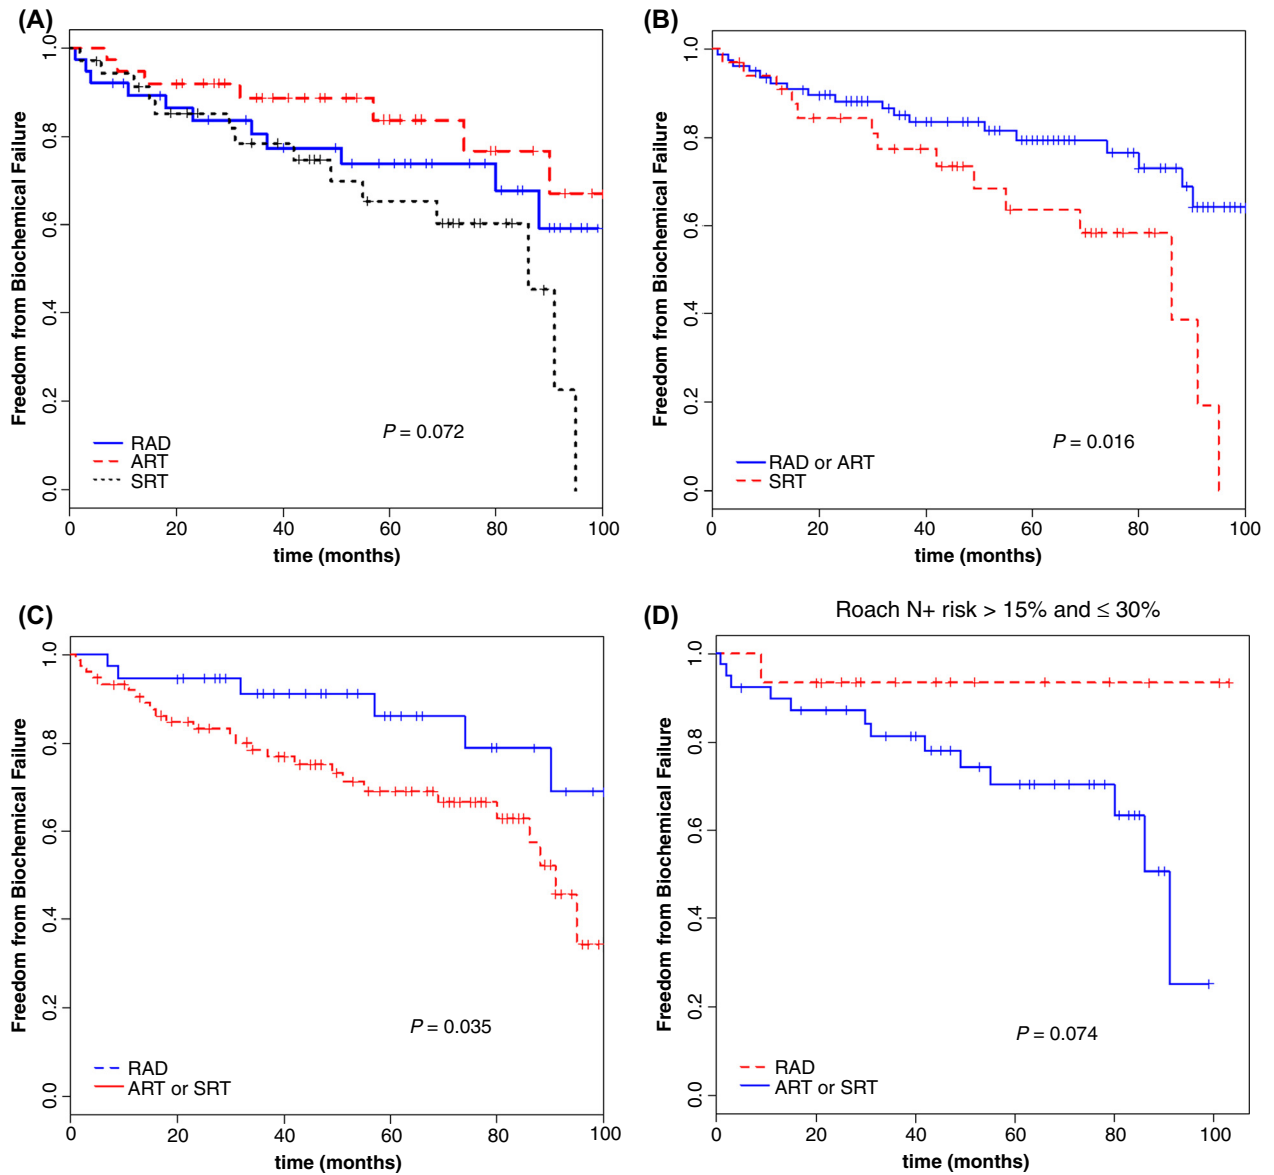 (A)
Freedom from Biochemical Failure
1.0
0.8
0.6
0.4
0.2
0.0
P = 0.072
RAD
ART
SRT
0 20 40 60 80 100
time (months)
(B)
Freedom from Biochemical Failure
1.0
0.8
0.6
0.4
0.2
0.0
P = 0.016
RAD or ART
SRT
0 20 40 60 80 100
time (months)
(C)
Freedom from Biochemical Failure
1.0
0.8
0.6
0.4
0.2
0.0
P = 0.035
RAD
ART or SRT
0 20 40 60 80 100
time (months)
(D)
Roach N+ risk > 15% and ≤ 30%
Freedom from Biochemical Failure
1.0
0.8
0.6
0.4
0.2
0.0
P = 0.074
RAD
ART or SRT
0 20 40 60 80 100
time (months)